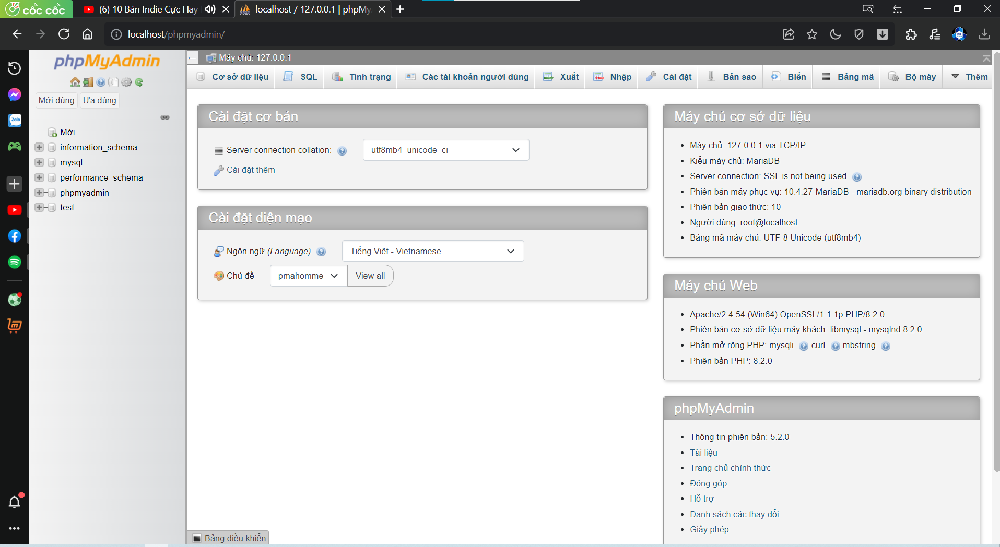 cốc cốc
(6) 10 Bản Indie Cực Hay
localhost / 127.0.0.1 | phpMy
localhost/phpmyadmin/
phpMyAdmin
Mới dùng
Ưa dùng
Mới
information_schema
mysql
performance_schema
phpmyadmin
test
Zalo
Máy chủ: 127.0.0.1
Cơ sở dữ liệu
SQL
Tình trạng
Các tài khoản người dùng
Xuất
Nhập
Cài đặt
Bản sao
Biến
Bảng mã
Bộ máy
Thêm
Cài đặt cơ bản
Server connection collation:
utf8mb4_unicode_ci
Cài đặt thêm
Cài đặt diện mạo
Ngôn ngữ (Language)
Tiếng Việt - Vietnamese
Chủ đề
pmahomme
View all
Máy chủ cơ sở dữ liệu
Máy chủ: 127.0.0.1 via TCP/IP
Kiểu máy chủ: MariaDB
Server connection: SSL is not being used
Phiên bản máy phục vụ: 10.4.27-MariaDB - mariadb.org binary distribution
Phiên bản giao thức: 10
Người dùng: root@localhost
Bảng mã máy chủ: UTF-8 Unicode (utf8mb4)
Máy chủ Web
Apache/2.4.54 (Win64) OpenSSL/1.1.1p PHP/8.2.0
Phiên bản cơ sở dữ liệu máy khách: libmysql - mysqlnd 8.2.0
Phần mở rộng PHP: mysqli curl mbstring
Phiên bản PHP: 8.2.0
phpMyAdmin
Thông tin phiên bản: 5.2.0
Tài liệu
Trang chủ chính thức
Đóng góp
Hỗ trợ
Danh sách các thay đổi
Giấy phép
Bảng điều khiển